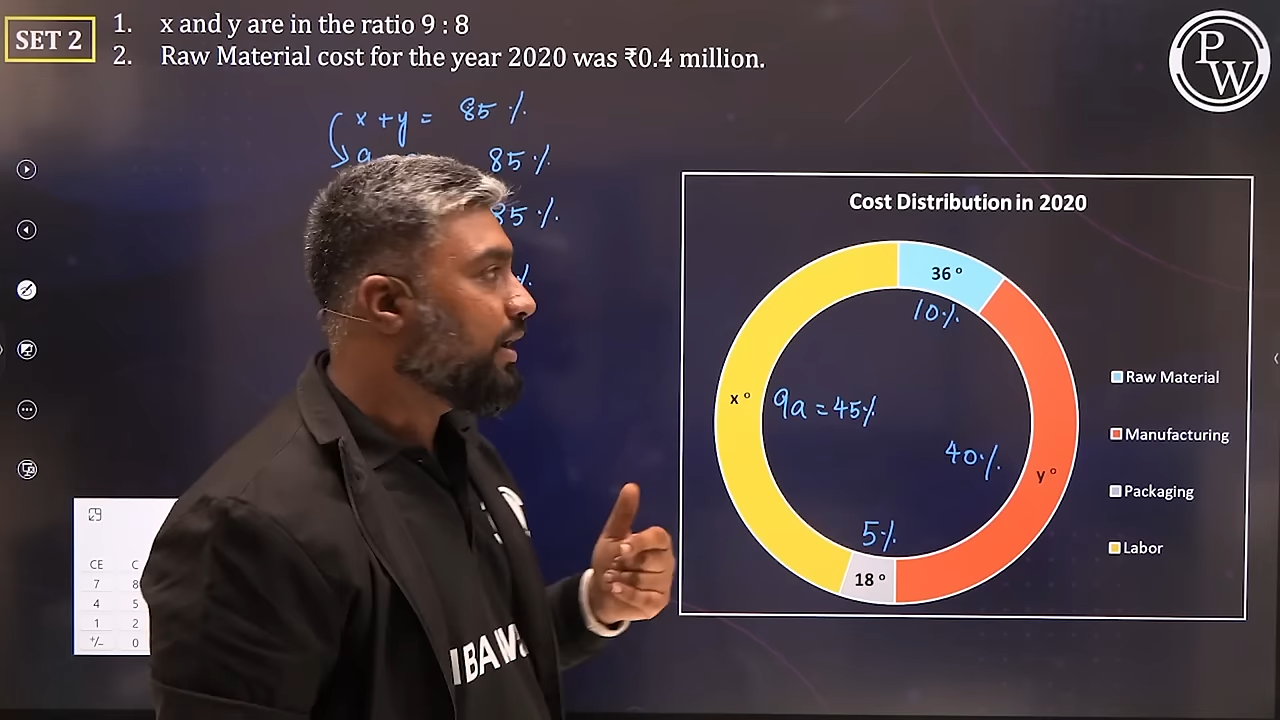 SET 2
1. x and y are in the ratio 9 : 8
2. Raw Material cost for the year 2020 was ₹0.4 million.
PW
x + y = 85 %
9 85 %
85 %
%
Cost Distribution in 2020
36 °
10 %
x °
9a = 45 %
40 %
y °
5 %
18 °
Raw Material
Manufacturing
Packaging
Labor
CE C
7 8
4 5
1 2
+/- 0